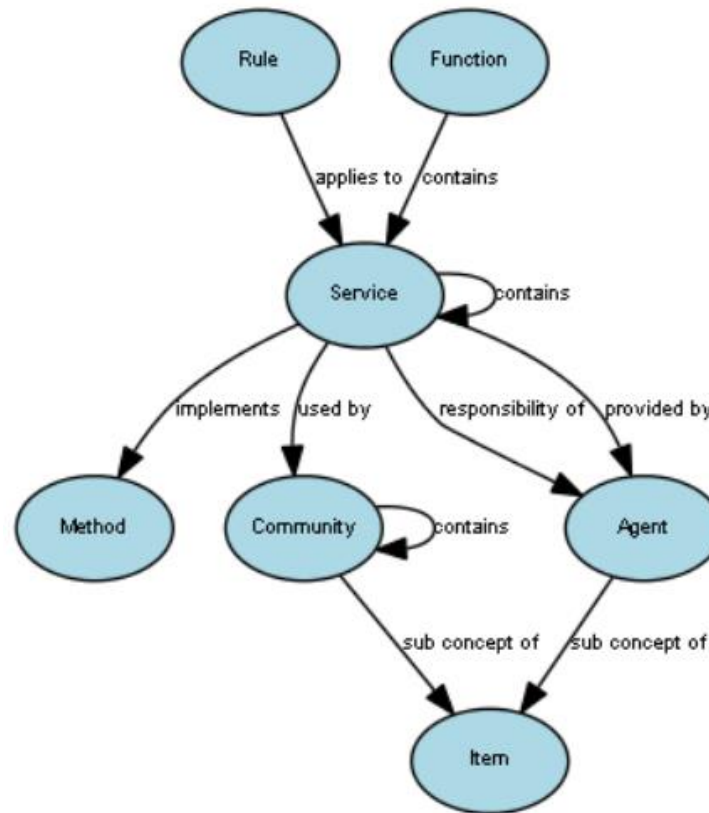 Rule
Function
applies to
contains
Service
contains
implements
used by
responsibility of
provided by
Method
Community
contains
Agent
sub concept of
sub concept of
Item